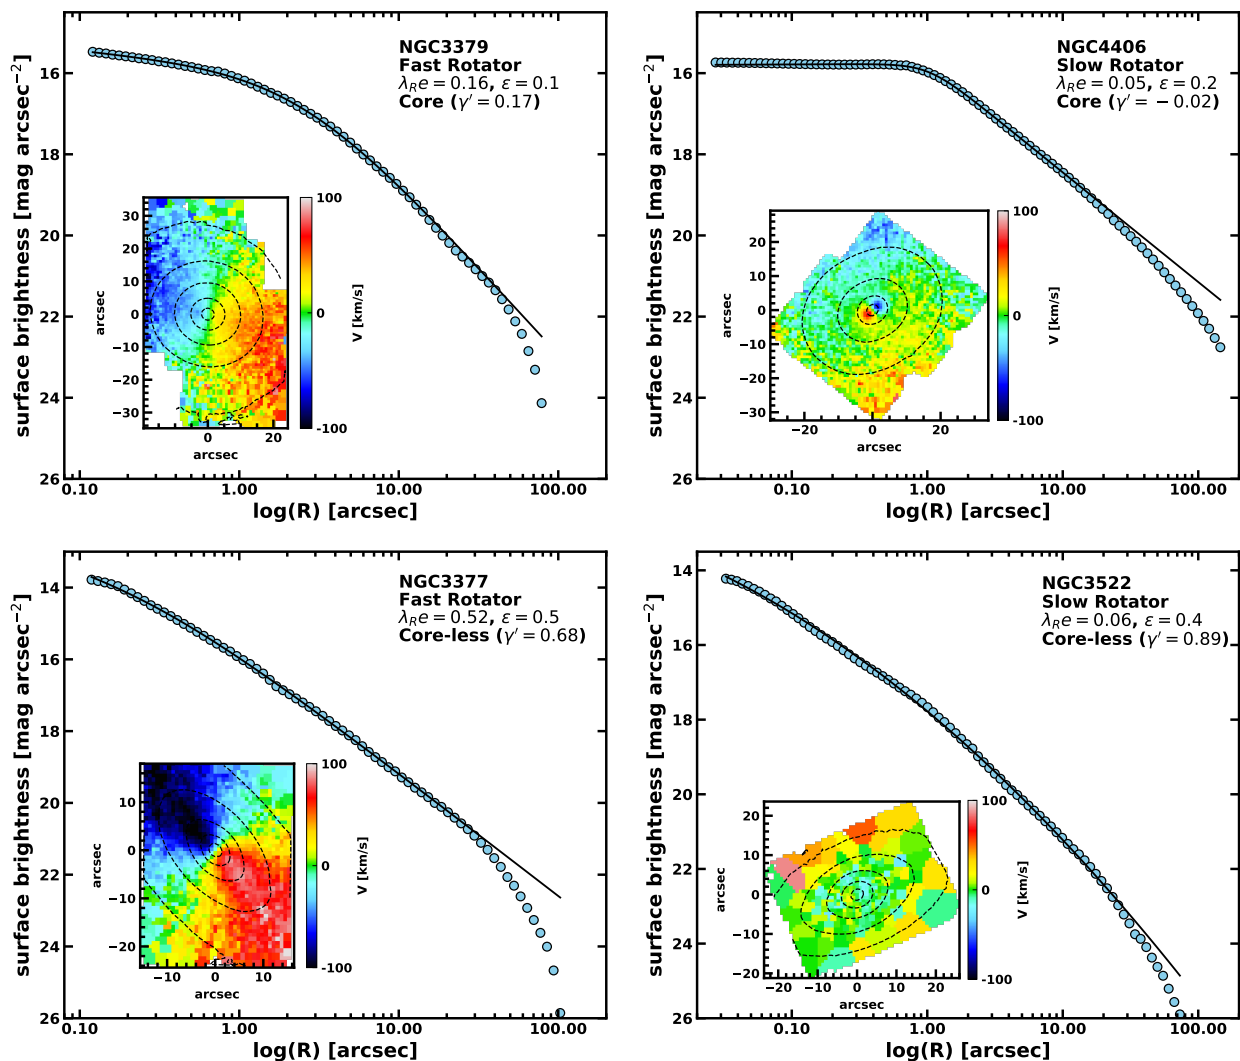 NGC3379
Fast Rotator
λ_Re = 0.16, ε = 0.1
Core (γ′ = 0.17)
surface brightness [mag arcsec⁻²]
16
18
20
22
24
26
0.10 1.00 10.00 100.00
log(R) [arcsec]
30
20
10
0
−10
−20
−30
arcsec
0 20
arcsec
100
0
-100
V [km/s]
NGC4406
Slow Rotator
λ_Re = 0.05, ε = 0.2
Core (γ′ = −0.02)
surface brightness [mag arcsec⁻²]
16
18
20
22
24
26
0.10 1.00 10.00 100.00
log(R) [arcsec]
20
10
0
−10
−20
−30
arcsec
−20 0 20
arcsec
100
0
-100
V [km/s]
NGC3377
Fast Rotator
λ_Re = 0.52, ε = 0.5
Core-less (γ′ = 0.68)
surface brightness [mag arcsec⁻²]
14
16
18
20
22
24
26
0.10 1.00 10.00 100.00
log(R) [arcsec]
10
0
−10
−20
arcsec
−10 0 10
arcsec
100
0
-100
V [km/s]
NGC3522
Slow Rotator
λ_Re = 0.06, ε = 0.4
Core-less (γ′ = 0.89)
surface brightness [mag arcsec⁻²]
14
16
18
20
22
24
26
0.10 1.00 10.00 100.00
log(R) [arcsec]
20
10
0
−10
−20
arcsec
−20 −10 0 10 20
arcsec
100
0
-100
V [km/s]